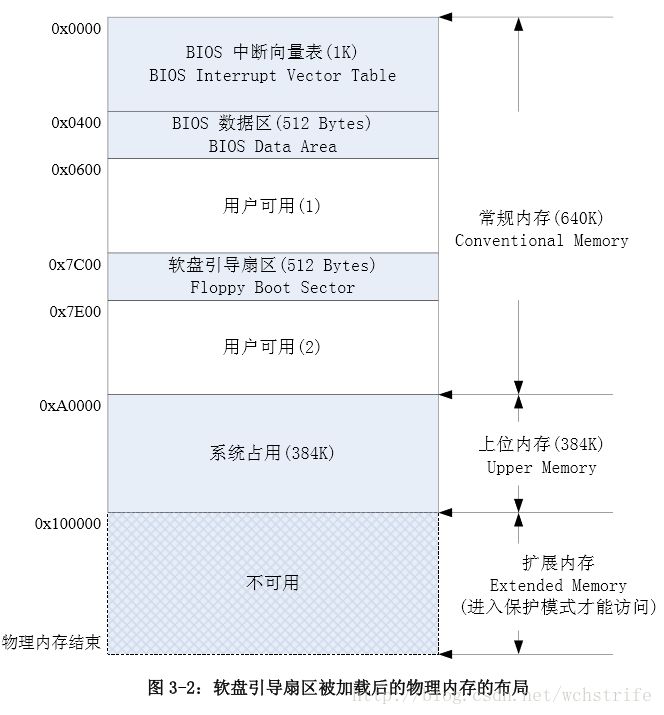 0x0000
BIOS 中断向量表(1K)
BIOS Interrupt Vector Table
0x0400
BIOS 数据区(512 Bytes)
BIOS Data Area
0x0600
用户可用(1)
常规内存(640K)
Conventional Memory
0x7C00
软盘引导扇区(512 Bytes)
Floppy Boot Sector
0x7E00
用户可用(2)
0xA0000
系统占用(384K)
上位内存(384K)
Upper Memory
0x100000
不可用
扩展内存
Extended Memory
(进入保护模式才能访问)
物理内存结束
图 3-2：软盘引导扇区被加载后的物理内存的布局
http://blog.csdn.net/wchstrife